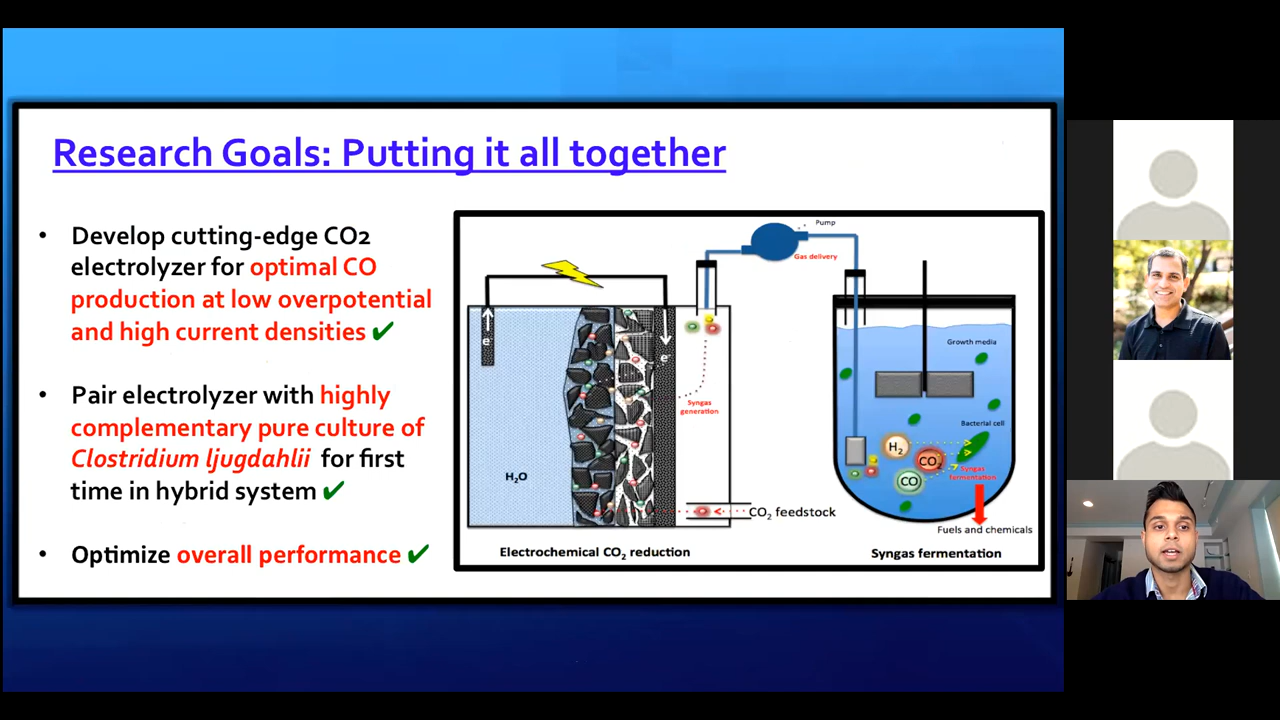 Research Goals: Putting it all together
• Develop cutting-edge CO2
electrolyzer for optimal CO
production at low overpotential
and high current densities ✔
• Pair electrolyzer with highly
complementary pure culture of
Clostridium ljugdahlii for first
time in hybrid system ✔
• Optimize overall performance ✔
Pump
Gas delivery
e⁻
e⁻
Syngas
generation
H₂O
CO₂ feedstock
Electrochemical CO₂ reduction
Growth media
Bacterial cell
H₂
CO₂
CO
Syngas
fermentation
Fuels and chemicals
Syngas fermentation